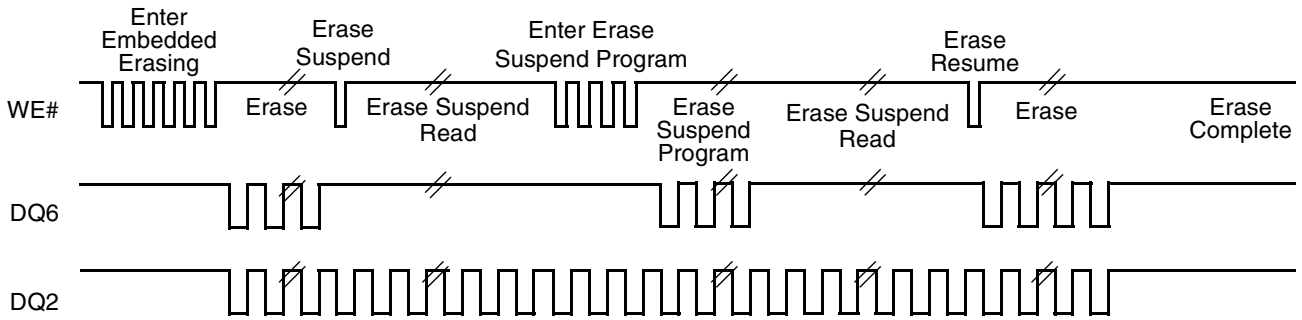 Enter
Embedded
Erasing
Erase
Suspend
Enter Erase
Suspend Program
Erase
Resume
WE#
Erase
Erase Suspend
Read
Erase
Suspend
Program
Erase Suspend
Read
Erase
Erase
Complete
DQ6
DQ2